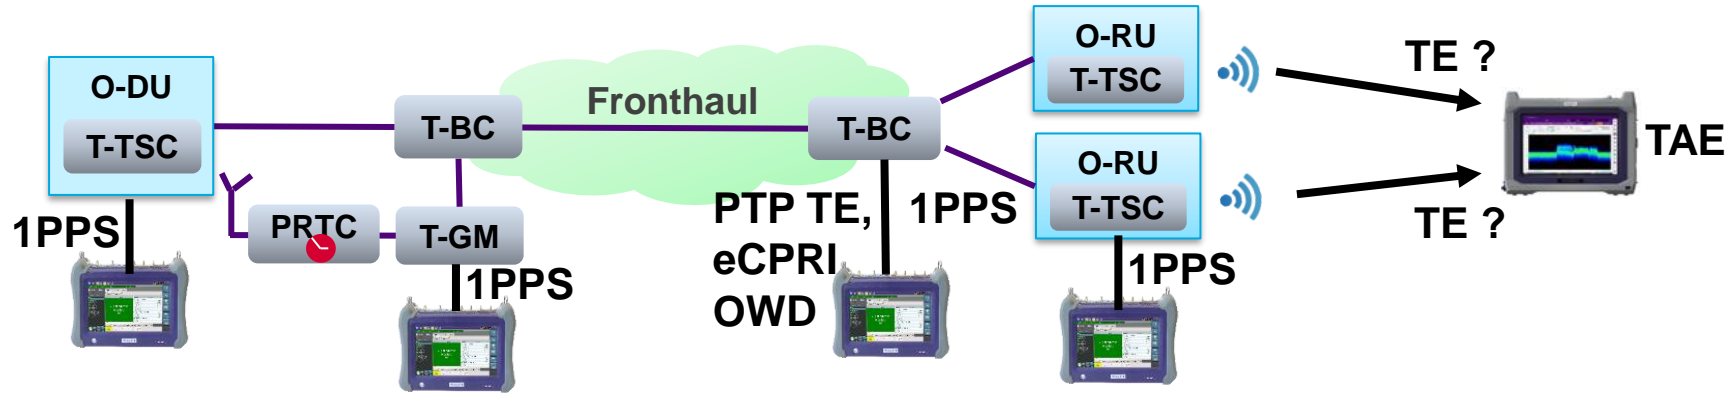 O-DU
T-TSC
1PPS
PRTC
T-GM
1PPS
T-BC
Fronthaul
T-BC
PTP TE,
eCPRI
OWD
1PPS
O-RU
T-TSC
O-RU
T-TSC
1PPS
TE ?
TE ?
TAE